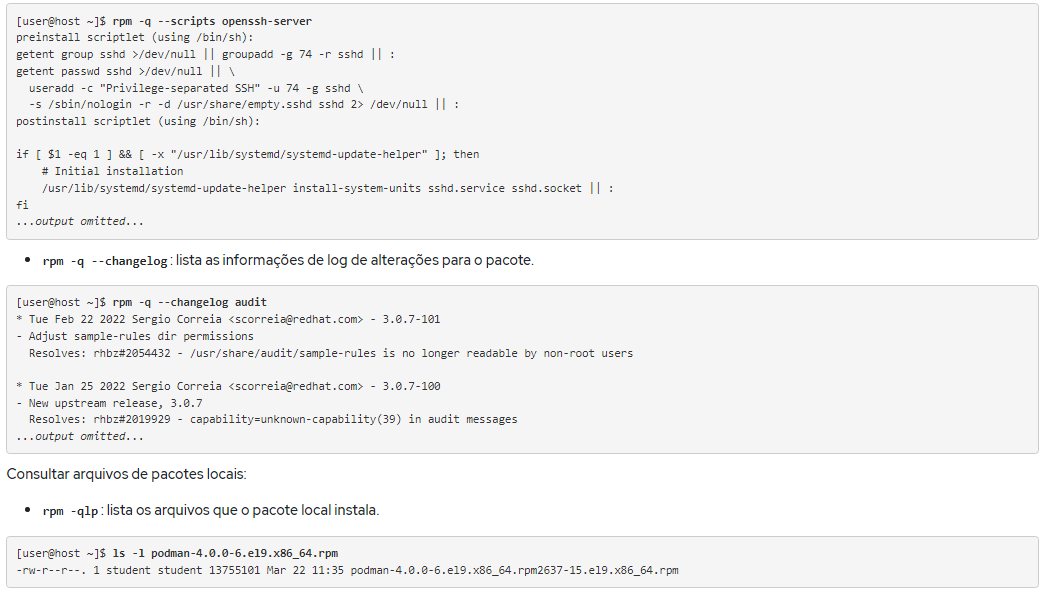 [user@host ~]$ rpm -q --scripts openssh-server
preinstall scriptlet (using /bin/sh):
getent group sshd >/dev/null || groupadd -g 74 -r sshd || :
getent passwd sshd >/dev/null || \
  useradd -c "Privilege-separated SSH" -u 74 -g sshd \
  -s /sbin/nologin -r -d /usr/share/empty.sshd sshd 2> /dev/null || :
postinstall scriptlet (using /bin/sh):

if [ $1 -eq 1 ] && [ -x "/usr/lib/systemd/systemd-update-helper" ]; then
    # Initial installation
    /usr/lib/systemd/systemd-update-helper install-system-units sshd.service sshd.socket || :
fi
...output omitted...
• rpm -q --changelog: lista as informações de log de alterações para o pacote.
[user@host ~]$ rpm -q --changelog audit
* Tue Feb 22 2022 Sergio Correia <scorreia@redhat.com> - 3.0.7-101
- Adjust sample-rules dir permissions
  Resolves: rhbz#2054432 - /usr/share/audit/sample-rules is no longer readable by non-root users

* Tue Jan 25 2022 Sergio Correia <scorreia@redhat.com> - 3.0.7-100
- New upstream release, 3.0.7
  Resolves: rhbz#2019929 - capability=unknown-capability(39) in audit messages
...output omitted...
Consultar arquivos de pacotes locais:
• rpm -qlp: lista os arquivos que o pacote local instala.
[user@host ~]$ ls -l podman-4.0.0-6.el9.x86_64.rpm
-rw-r--r--. 1 student student 13755101 Mar 22 11:35 podman-4.0.0-6.el9.x86_64.rpm2637-15.el9.x86_64.rpm